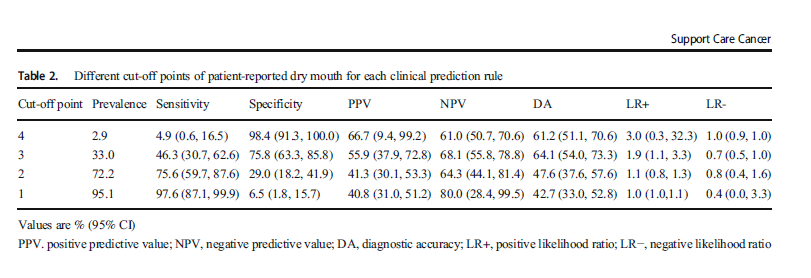 Support Care Cancer
Table 2. Different cut-off points of patient-reported dry mouth for each clinical prediction rule
Cut-off point Prevalence Sensitivity Specificity PPV NPV DA LR+ LR-
4 2.9 4.9 (0.6, 16.5) 98.4 (91.3, 100.0) 66.7 (9.4, 99.2) 61.0 (50.7, 70.6) 61.2 (51.1, 70.6) 3.0 (0.3, 32.3) 1.0 (0.9, 1.0)
3 33.0 46.3 (30.7, 62.6) 75.8 (63.3, 85.8) 55.9 (37.9, 72.8) 68.1 (55.8, 78.8) 64.1 (54.0, 73.3) 1.9 (1.1, 3.3) 0.7 (0.5, 1.0)
2 72.2 75.6 (59.7, 87.6) 29.0 (18.2, 41.9) 41.3 (30.1, 53.3) 64.3 (44.1, 81.4) 47.6 (37.6, 57.6) 1.1 (0.8, 1.3) 0.8 (0.4, 1.6)
1 95.1 97.6 (87.1, 99.9) 6.5 (1.8, 15.7) 40.8 (31.0, 51.2) 80.0 (28.4, 99.5) 42.7 (33.0, 52.8) 1.0 (1.0,1.1) 0.4 (0.0, 3.3)
Values are % (95% CI)
PPV. positive predictive value; NPV, negative predictive value; DA, diagnostic accuracy; LR+, positive likelihood ratio; LR−, negative likelihood ratio